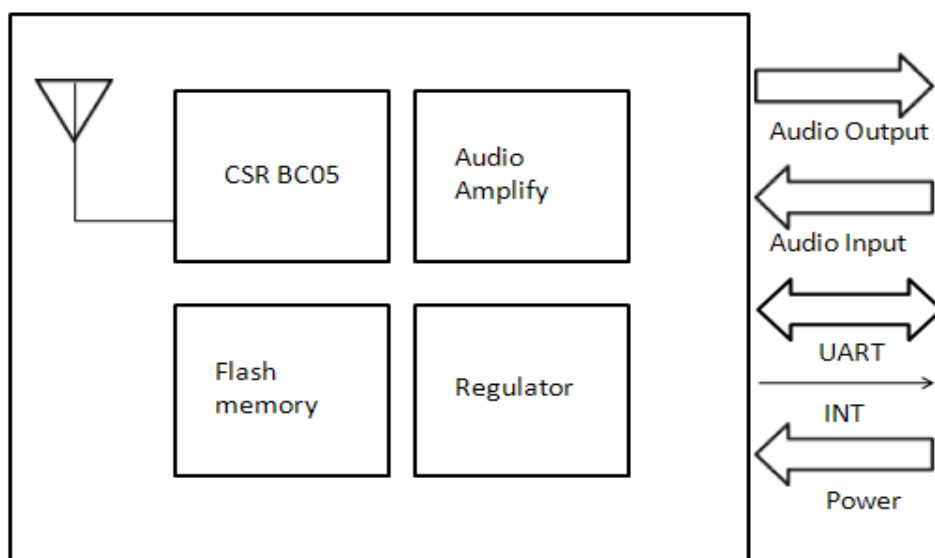 CSR BC05
Audio
Amplify
Flash
memory
Regulator
Audio Output
Audio Input
UART
INT
Power